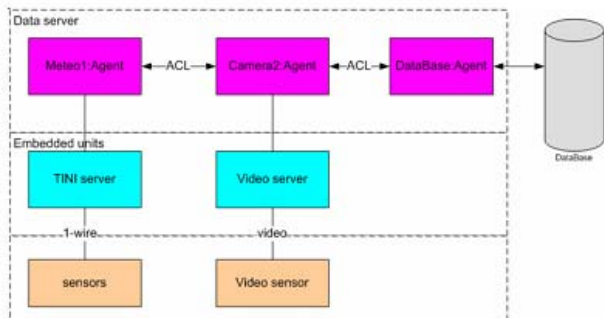 Data server
Meteo1:Agent
ACL
Camera2:Agent
ACL
DataBase:Agent
DataBase
Embedded units
TINI server
Video server
1-wire
video
sensors
Video sensor